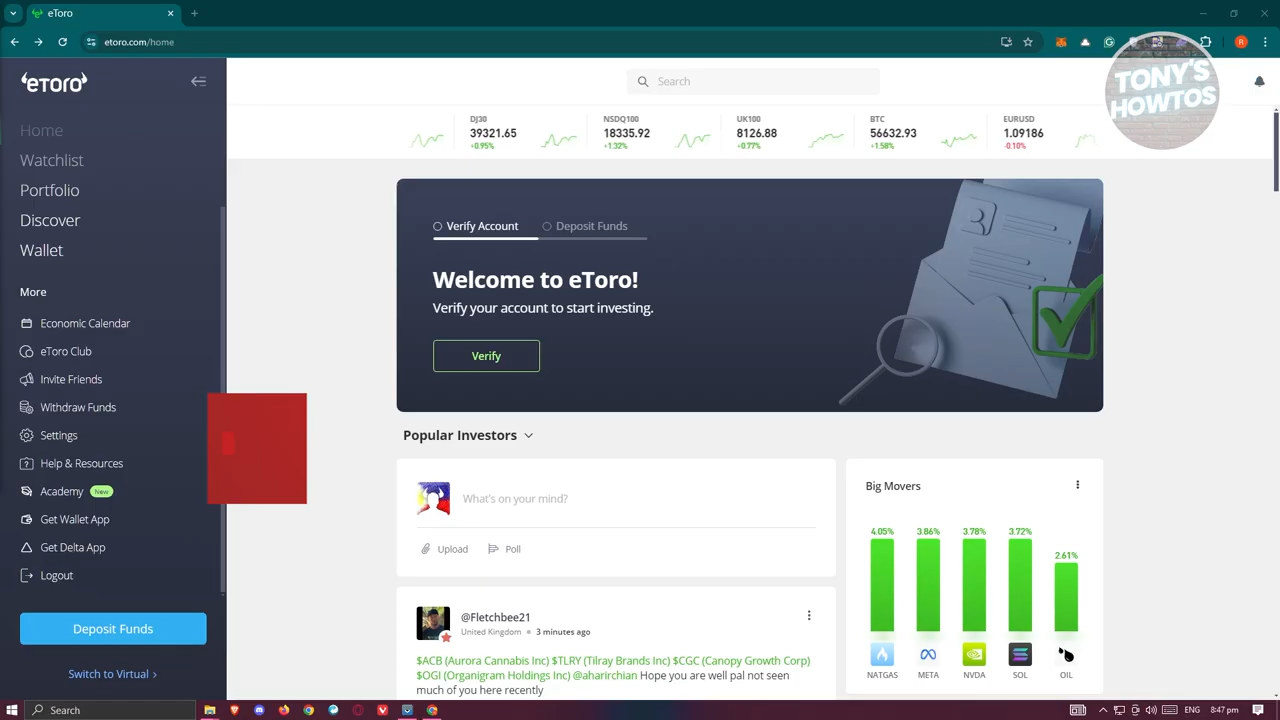 eToro
etoro.com/home
TONY'S
HOWTOS
eToro
Home
Watchlist
Portfolio
Discover
Wallet
More
Economic Calendar
eToro Club
Invite Friends
Withdraw Funds
Settings
Help & Resources
Academy New
Get Wallet App
Get Delta App
Logout
Deposit Funds
Switch to Virtual >
Search
DJ30
39321.65
+0.95%
NSDQ100
18335.92
+1.32%
UK100
8126.88
+0.77%
BTC
56632.93
+1.58%
EURUSD
1.09186
-0.10%
Verify Account
Deposit Funds
Welcome to eToro!
Verify your account to start investing.
Verify
Popular Investors
What's on your mind?
Upload
Poll
@Fletchbee21
United Kingdom • 3 minutes ago
$ACB (Aurora Cannabis Inc) $TLRY (Tilray Brands Inc) $CGC (Canopy Growth Corp)
$OGI (Organigram Holdings Inc) @aharirchian Hope you are well pal not seen
much of you here recently
Big Movers
4.05%
3.86%
3.78%
3.72%
2.61%
NATGAS
META
NVDA
SOL
OIL
Search
ENG
8:47 pm